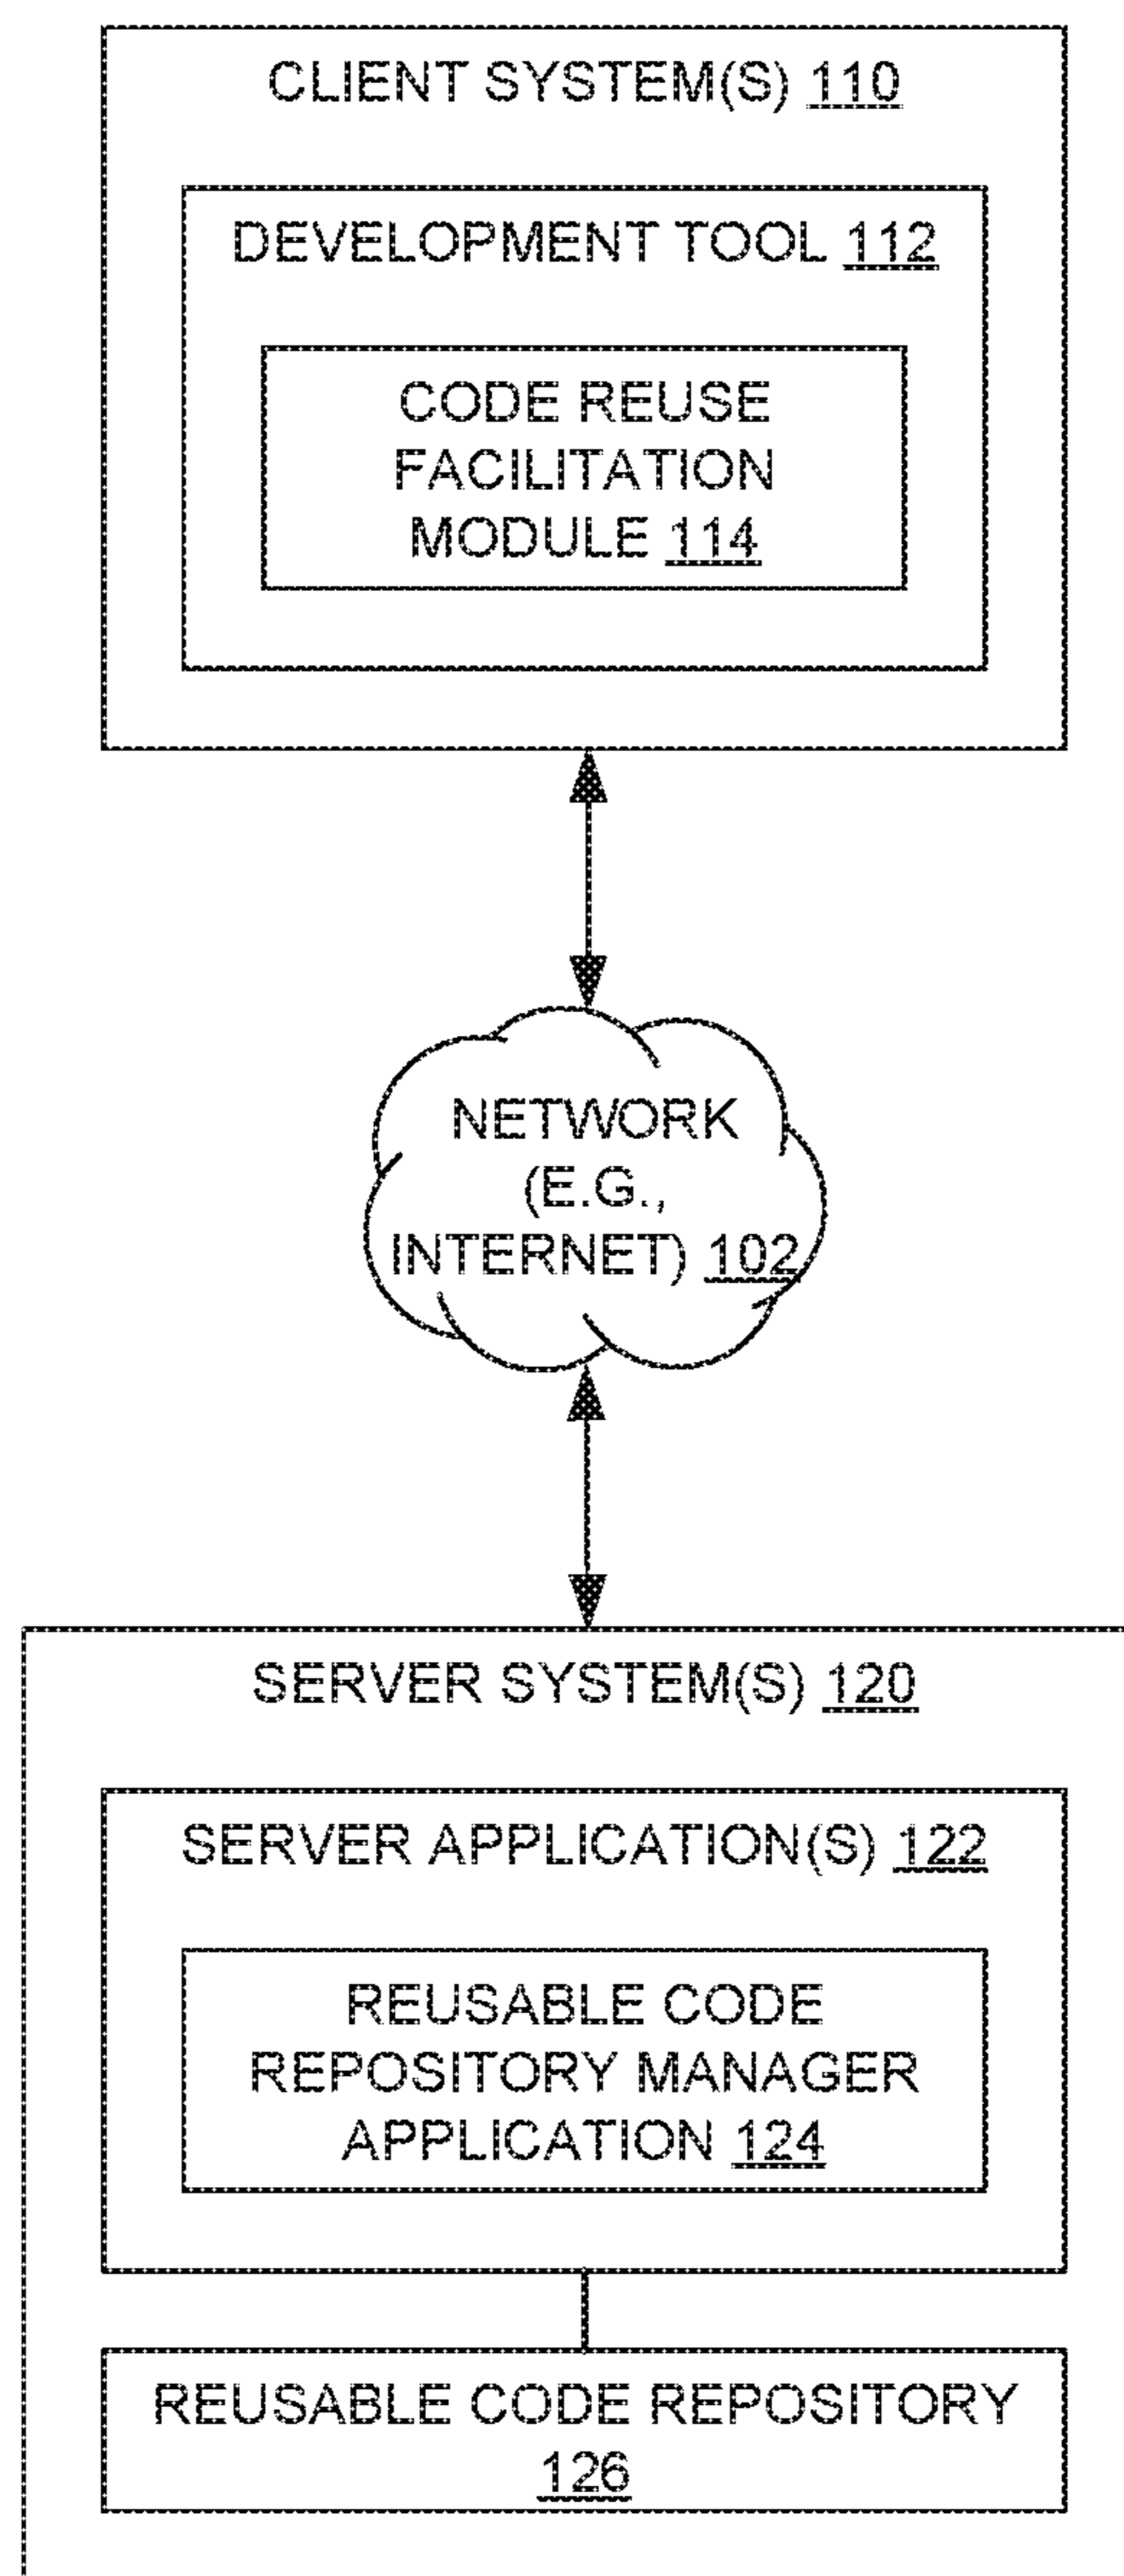 CLIENT SYSTEM(S) 110
DEVELOPMENT TOOL 112
CODE REUSE
FACILITATION
MODULE 114
NETWORK
(E.G.,
INTERNET) 102
SERVER SYSTEM(S) 120
SERVER APPLICATION(S) 122
REUSABLE CODE
REPOSITORY MANAGER
APPLICATION 124
REUSABLE CODE REPOSITORY
126